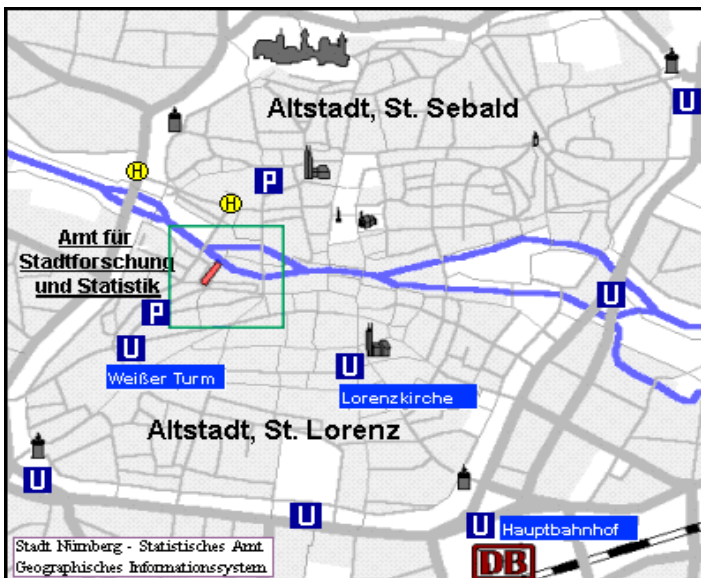 Altstadt, St. Sebald
U
H
P
H
Amt für
Stadtforschung
und Statistik
P
U
U
Weißer Turm
U
Lorenzkirche
Altstadt, St. Lorenz
U
U
U
Hauptbahnhof
Stadt Nürnberg - Statistisches Amt
Geographisches Informationssystem
DB